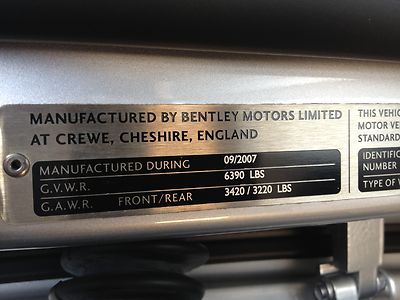 MANUFACTURED BY BENTLEY MOTORS LIMITED
AT CREWE, CHESHIRE, ENGLAND
MANUFACTURED DURING 09/2007
G.V.W.R. 6390 LBS
G.A.W.R. FRONT/REAR 3420 / 3220 LBS
THIS VEHIC
MOTOR VE
STANDARD
IDENTIFIC
NUMBER
TYPE OF V